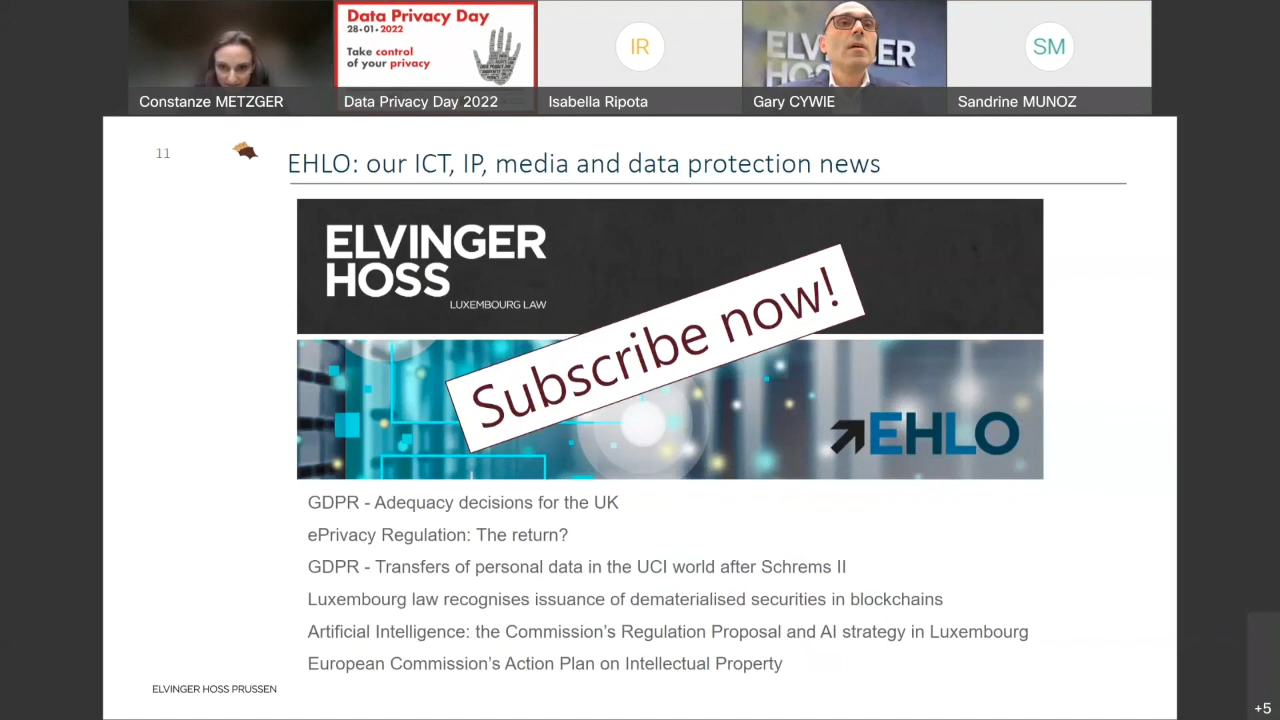 Data Privacy Day
28·01·2022
Take control
of your privacy
IR
ELVINGER
HOSS
SM
Constanze METZGER
Data Privacy Day 2022
Isabella Ripota
Gary CYWIE
Sandrine MUNOZ
11
EHLO: our ICT, IP, media and data protection news
ELVINGER
HOSS
LUXEMBOURG LAW
Subscribe now!
EHLO
GDPR - Adequacy decisions for the UK
ePrivacy Regulation: The return?
GDPR - Transfers of personal data in the UCI world after Schrems II
Luxembourg law recognises issuance of dematerialised securities in blockchains
Artificial Intelligence: the Commission’s Regulation Proposal and AI strategy in Luxembourg
European Commission’s Action Plan on Intellectual Property
ELVINGER HOSS PRUSSEN
+5